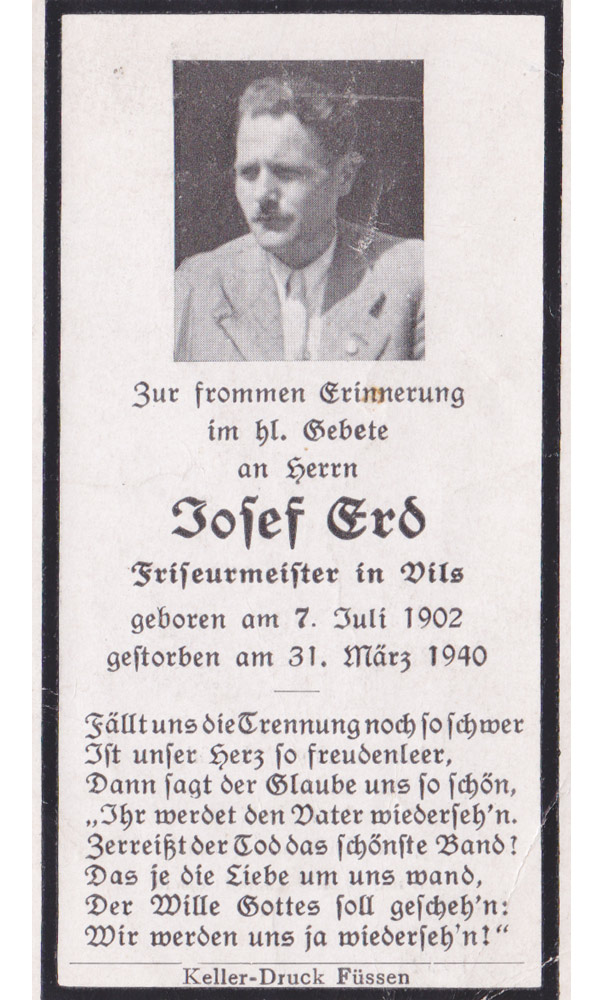 Zur frommen Erinnerung
im hl. Gebete
an Herrn
Josef Erd
Friseurmeister in Vils
geboren am 7. Juli 1902
gestorben am 31. März 1940
Fällt uns die Trennung noch so schwer
Ist unser Herz so freudenleer,
Dann sagt der Glaube uns so schön,
„Ihr werdet den Vater wiederseh'n.
Zerreißt der Tod das schönste Band?
Das je die Liebe um uns wand,
Der Wille Gottes soll gescheh'n:
Wir werden uns ja wiederseh'n!“
Keller-Druck Füssen